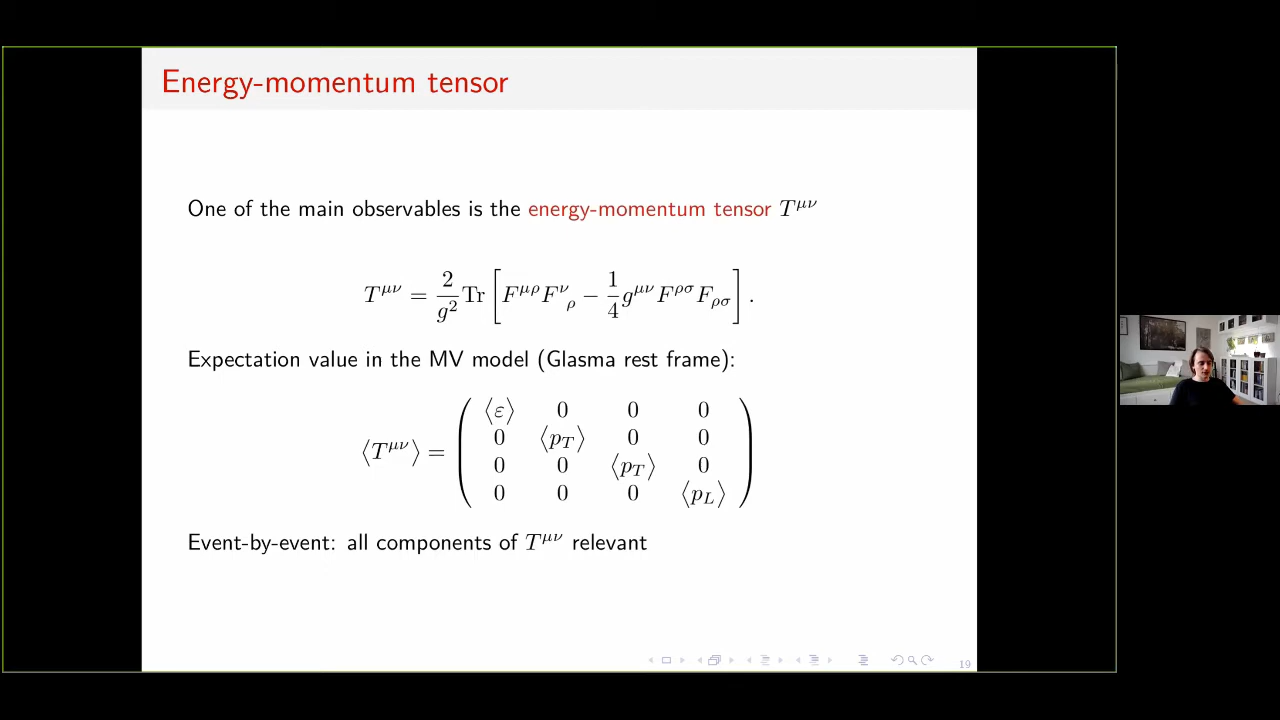 Energy-momentum tensor
One of the main observables is the energy-momentum tensor T^{μν}
T^{μν} = \frac{2}{g^2} Tr [ F^{μρ} F^{ν}{}_{ρ} − \frac{1}{4} g^{μν} F^{ρσ} F_{ρσ} ] .
Expectation value in the MV model (Glasma rest frame):
⟨T^{μν}⟩ = ( ⟨ε⟩ 0 0 0
0 ⟨p_T⟩ 0 0
0 0 ⟨p_T⟩ 0
0 0 0 ⟨p_L⟩ )
Event-by-event: all components of T^{μν} relevant
19